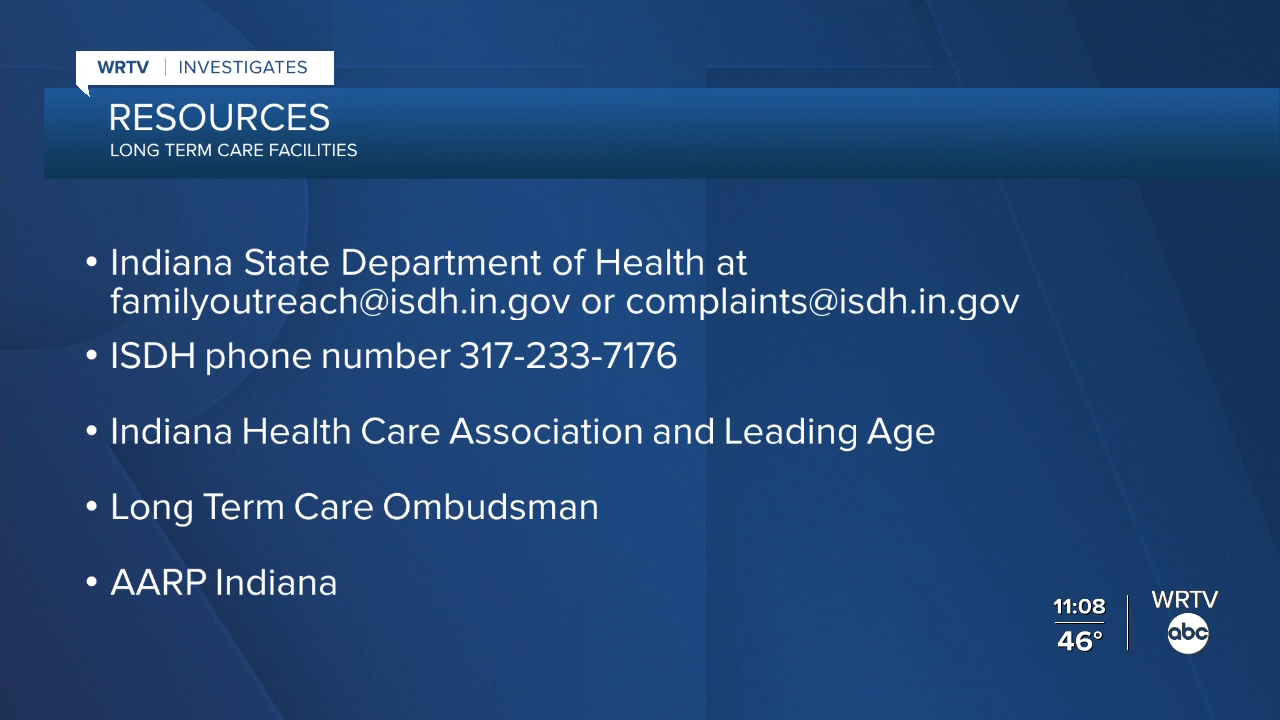 WRTV | INVESTIGATES
RESOURCES
LONG TERM CARE FACILITIES
• Indiana State Department of Health at
familyoutreach@isdh.in.gov or complaints@isdh.in.gov
• ISDH phone number 317-233-7176
• Indiana Health Care Association and Leading Age
• Long Term Care Ombudsman
• AARP Indiana
11:08
46°
WRTV
abc